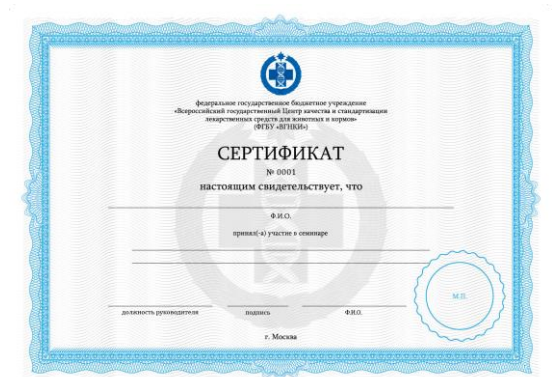 федеральное государственное бюджетное учреждение
«Всероссийский государственный Центр качества и стандартизации
лекарственных средств для животных и кормов»
(ФГБУ «ВГНКИ»)
СЕРТИФИКАТ
№ 0001
настоящим свидетельствует, что
Ф.И.О.
принял(-а) участие в семинаре
М.П.
должность руководителя подпись Ф.И.О.
г. Москва